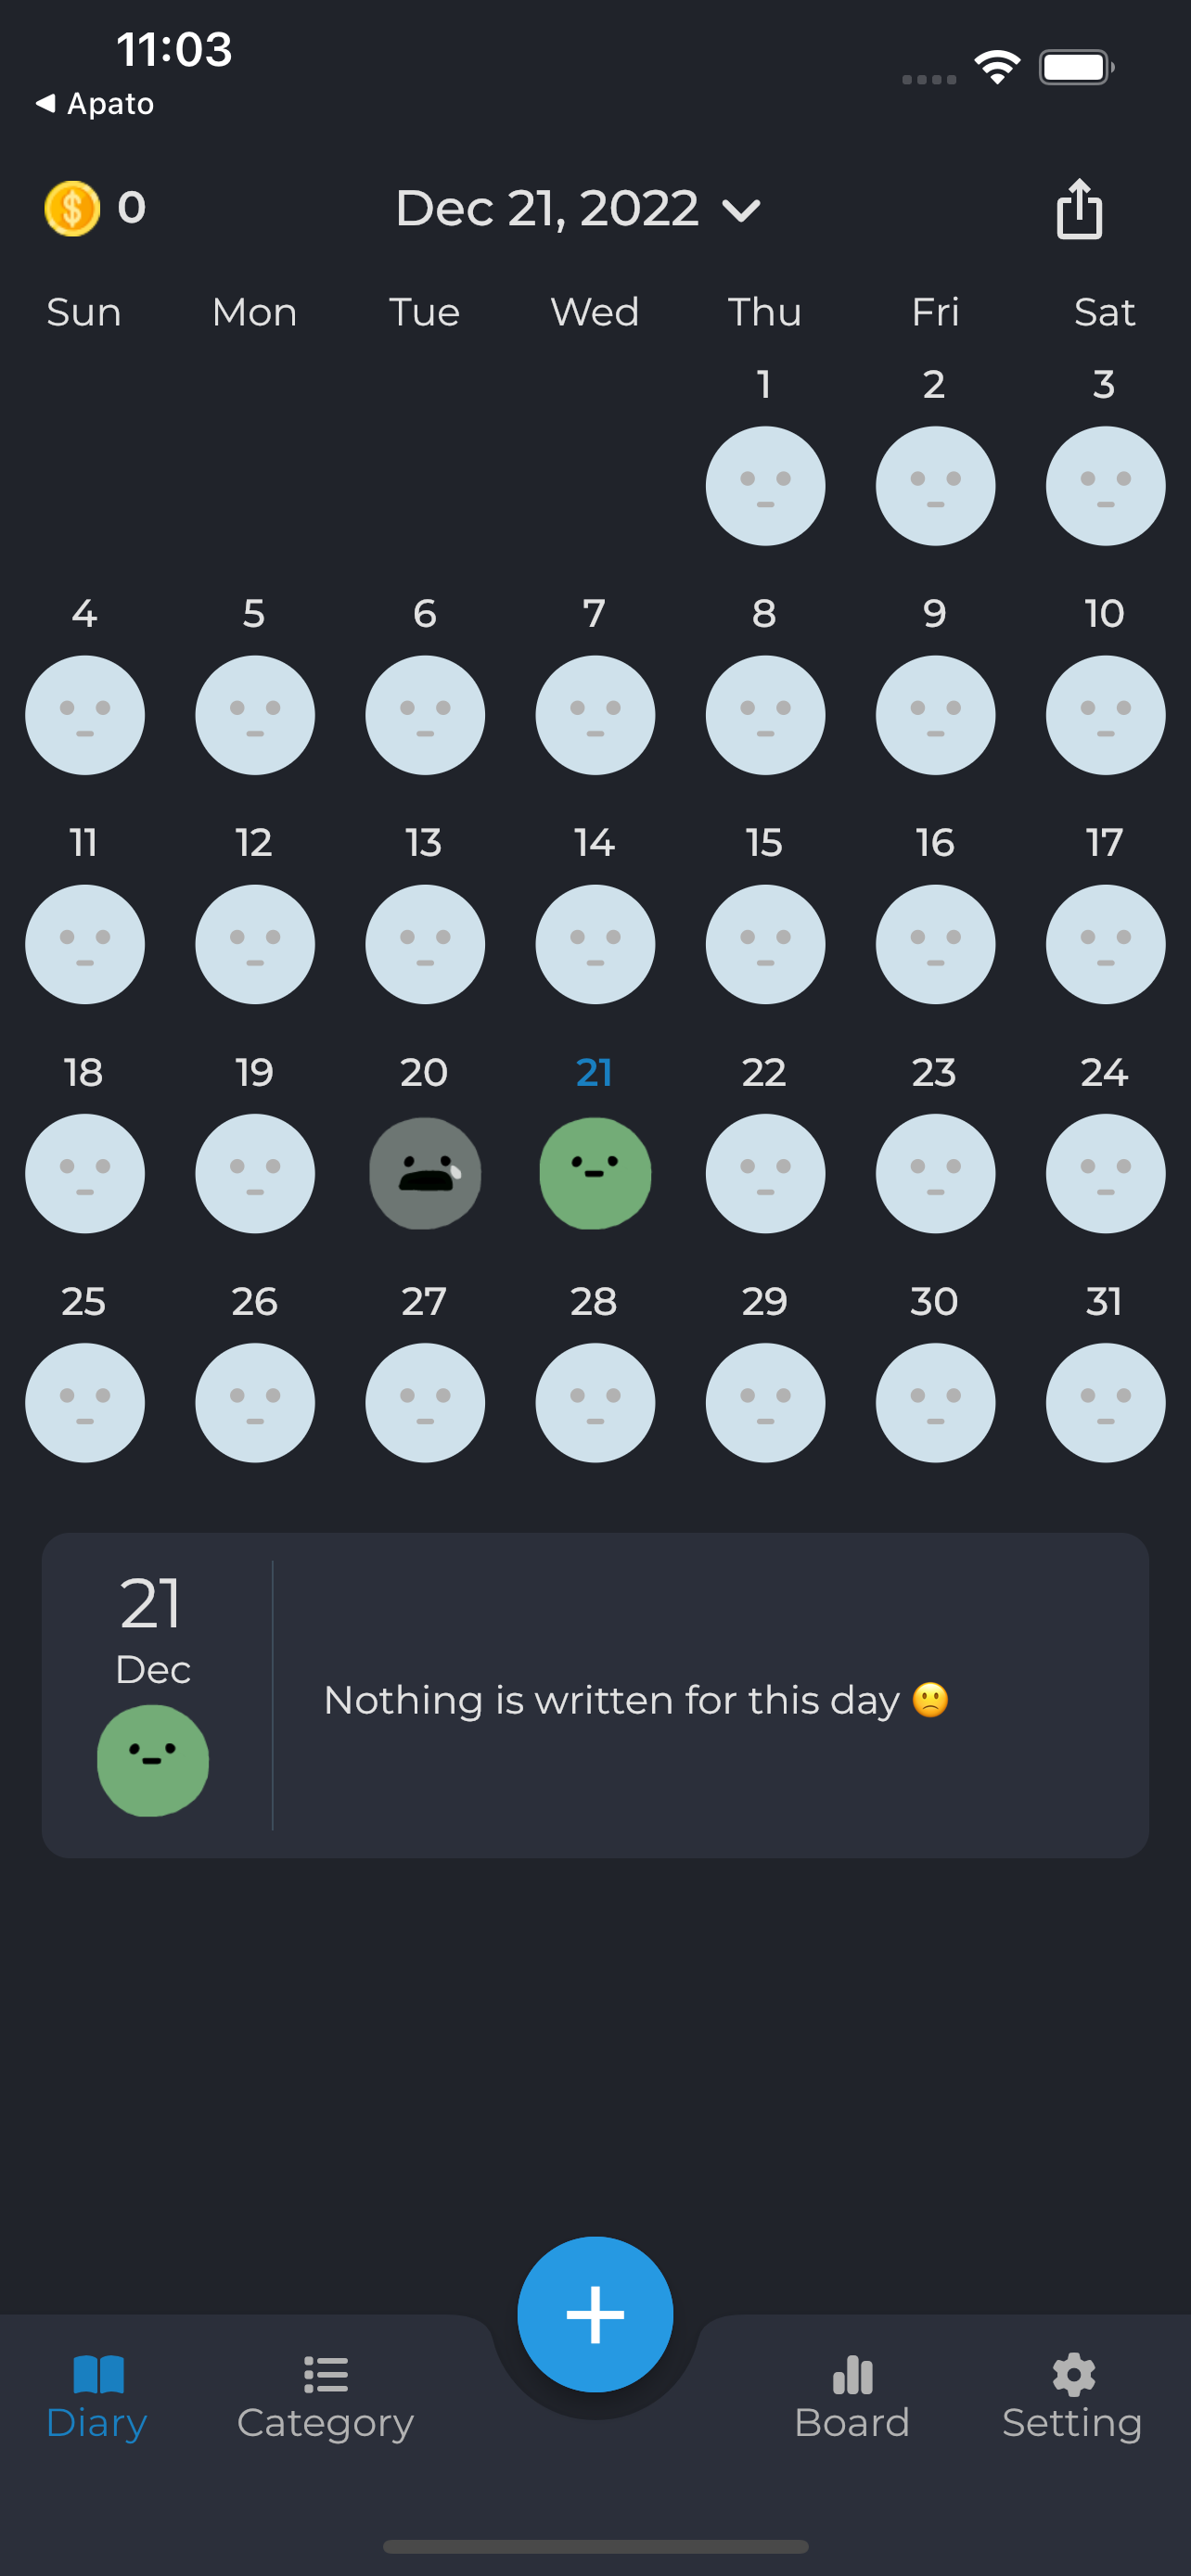 11:03
◀ Apato
0 Dec 21, 2022
Sun Mon Tue Wed Thu Fri Sat
1 2 3
4 5 6 7 8 9 10
11 12 13 14 15 16 17
18 19 20 21 22 23 24
25 26 27 28 29 30 31
21
Dec
Nothing is written for this day 🙁
Diary Category Board Setting